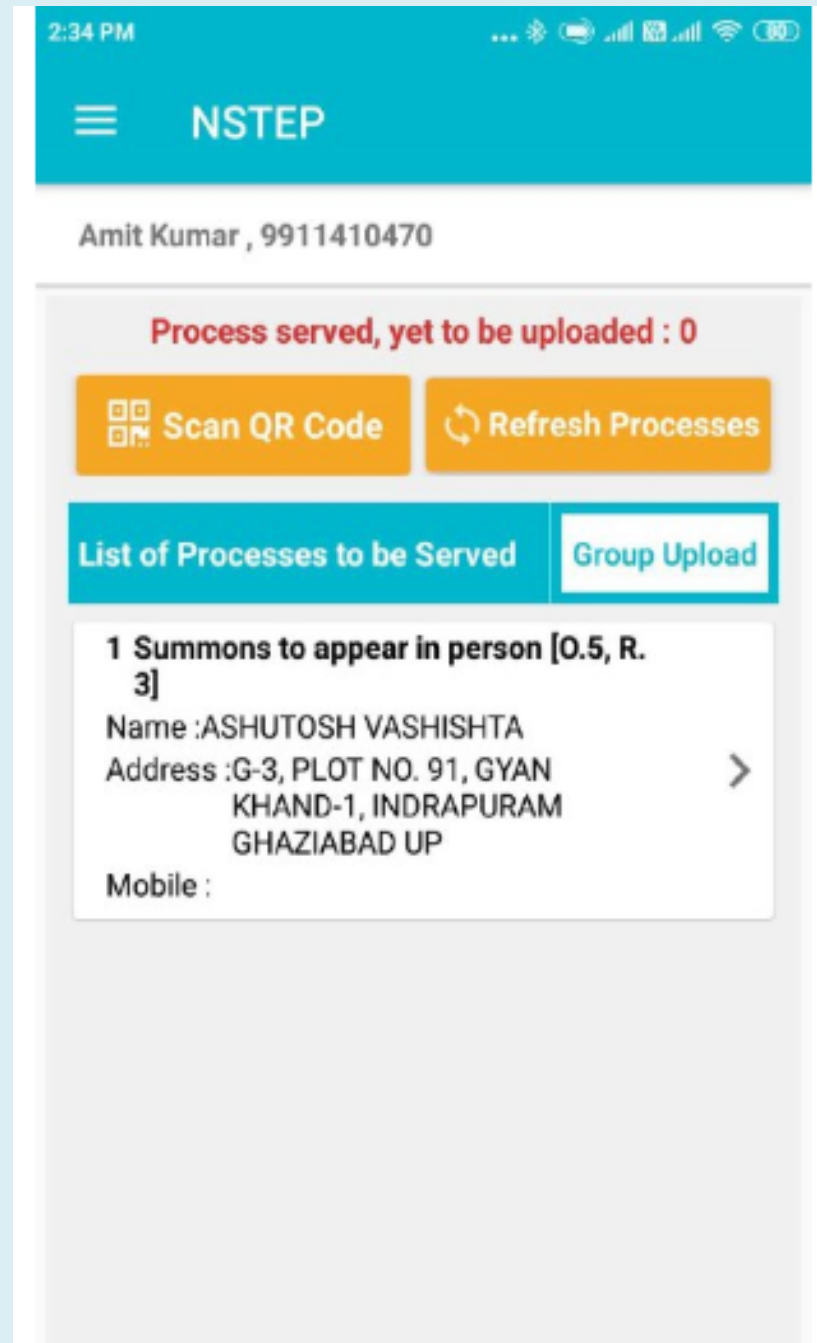 2:34 PM
NSTEP
Amit Kumar , 9911410470
Process served, yet to be uploaded : 0
Scan QR Code
Refresh Processes
List of Processes to be Served
Group Upload
1 Summons to appear in person [O.5, R.
3]
Name :ASHUTOSH VASHISHTA
Address :G-3, PLOT NO. 91, GYAN
KHAND-1, INDRAPURAM
GHAZIABAD UP
Mobile :